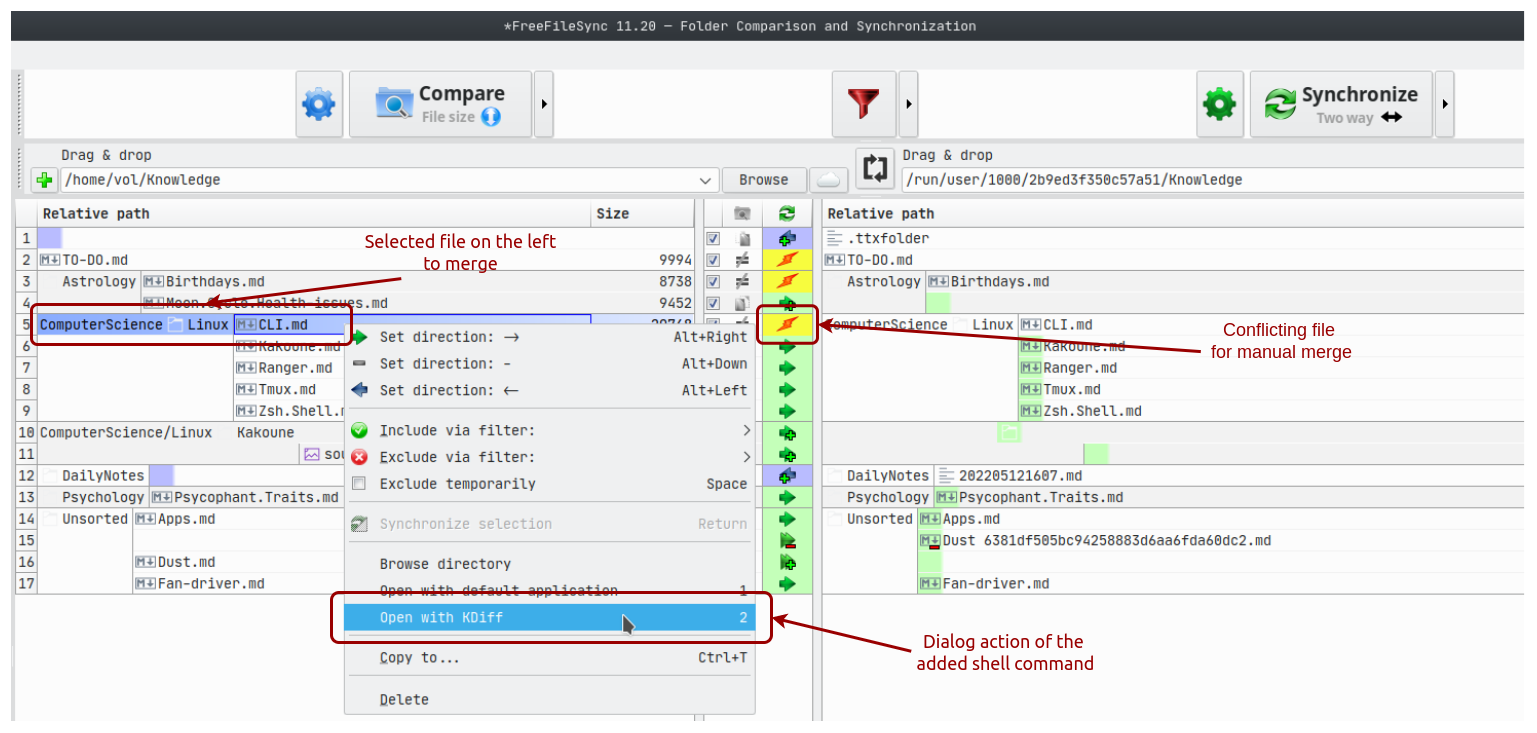 *FreeFileSync 11.20 — Folder Comparison and Synchronization
Compare
File size
Synchronize
Two way
Drag & drop
Drag & drop
/home/vol/Knowledge
Browse
/run/user/1000/2b9ed3f350c57a51/Knowledge
Relative path Size
Relative path
1 .ttxfolder
2 TO-DO.md 9994 TO-DO.md
3 Astrology Birthdays.md 8738 Astrology Birthdays.md
4 Moon.Cycle.Health-issues.md 9452
5 ComputerScience Linux CLI.md ComputerScience Linux CLI.md
6 Kakoune.md Kakoune.md
7 Ranger.md
8 Tmux.md Tmux.md
9 Zsh.Shell. Zsh.Shell.md
10 ComputerScience/Linux Kakoune
11
12 DailyNotes DailyNotes 202205121607.md
13 Psychology Psycophant.Traits.md Psychology Psycophant.Traits.md
14 Unsorted Apps.md Unsorted Apps.md
15 Dust 6381df505bc94258883d6aa6fda60dc2.md
16 Dust.md
17 Fan-driver.md Fan-driver.md
Ranger.md
Selected file on the left
to merge
Conflicting file
for manual merge
Set direction: → Alt+Right
Set direction: - Alt+Down
Set direction: ← Alt+Left
Include via filter:
Exclude via filter:
Exclude temporarily Space
Synchronize selection Return
Browse directory
Open with default application 1
Open with KDiff 2
Copy to... Ctrl+T
Delete
Dialog action of the
added shell command